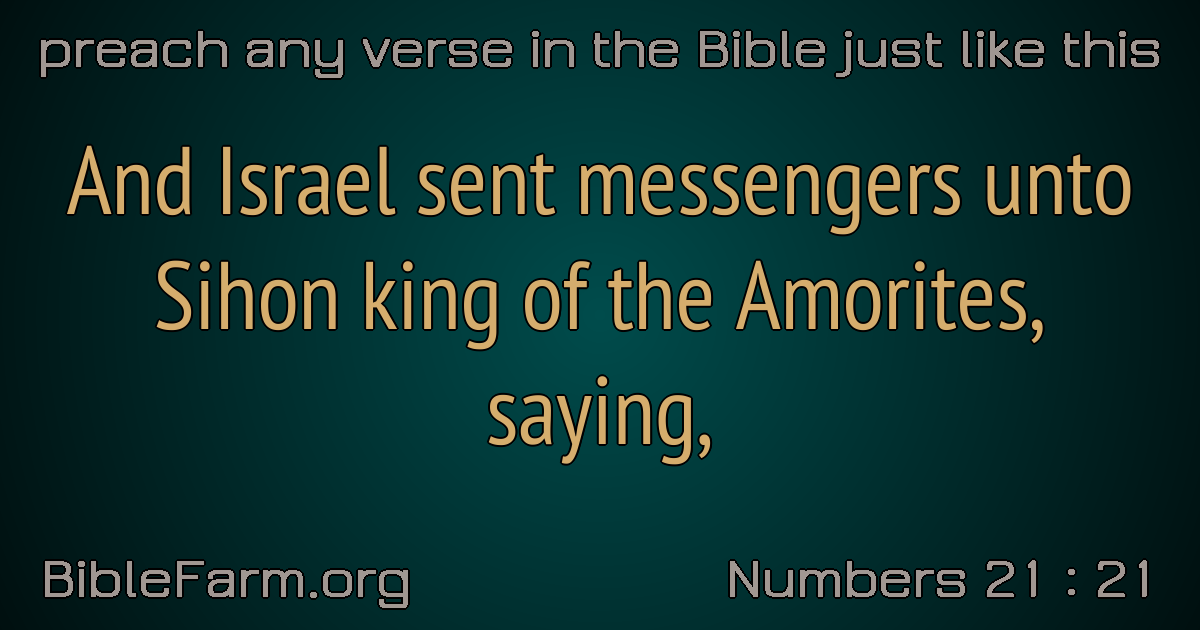 preach any verse in the Bible just like this
And Israel sent messengers unto
Sihon king of the Amorites,
saying,
BibleFarm.org
Numbers 21 : 21